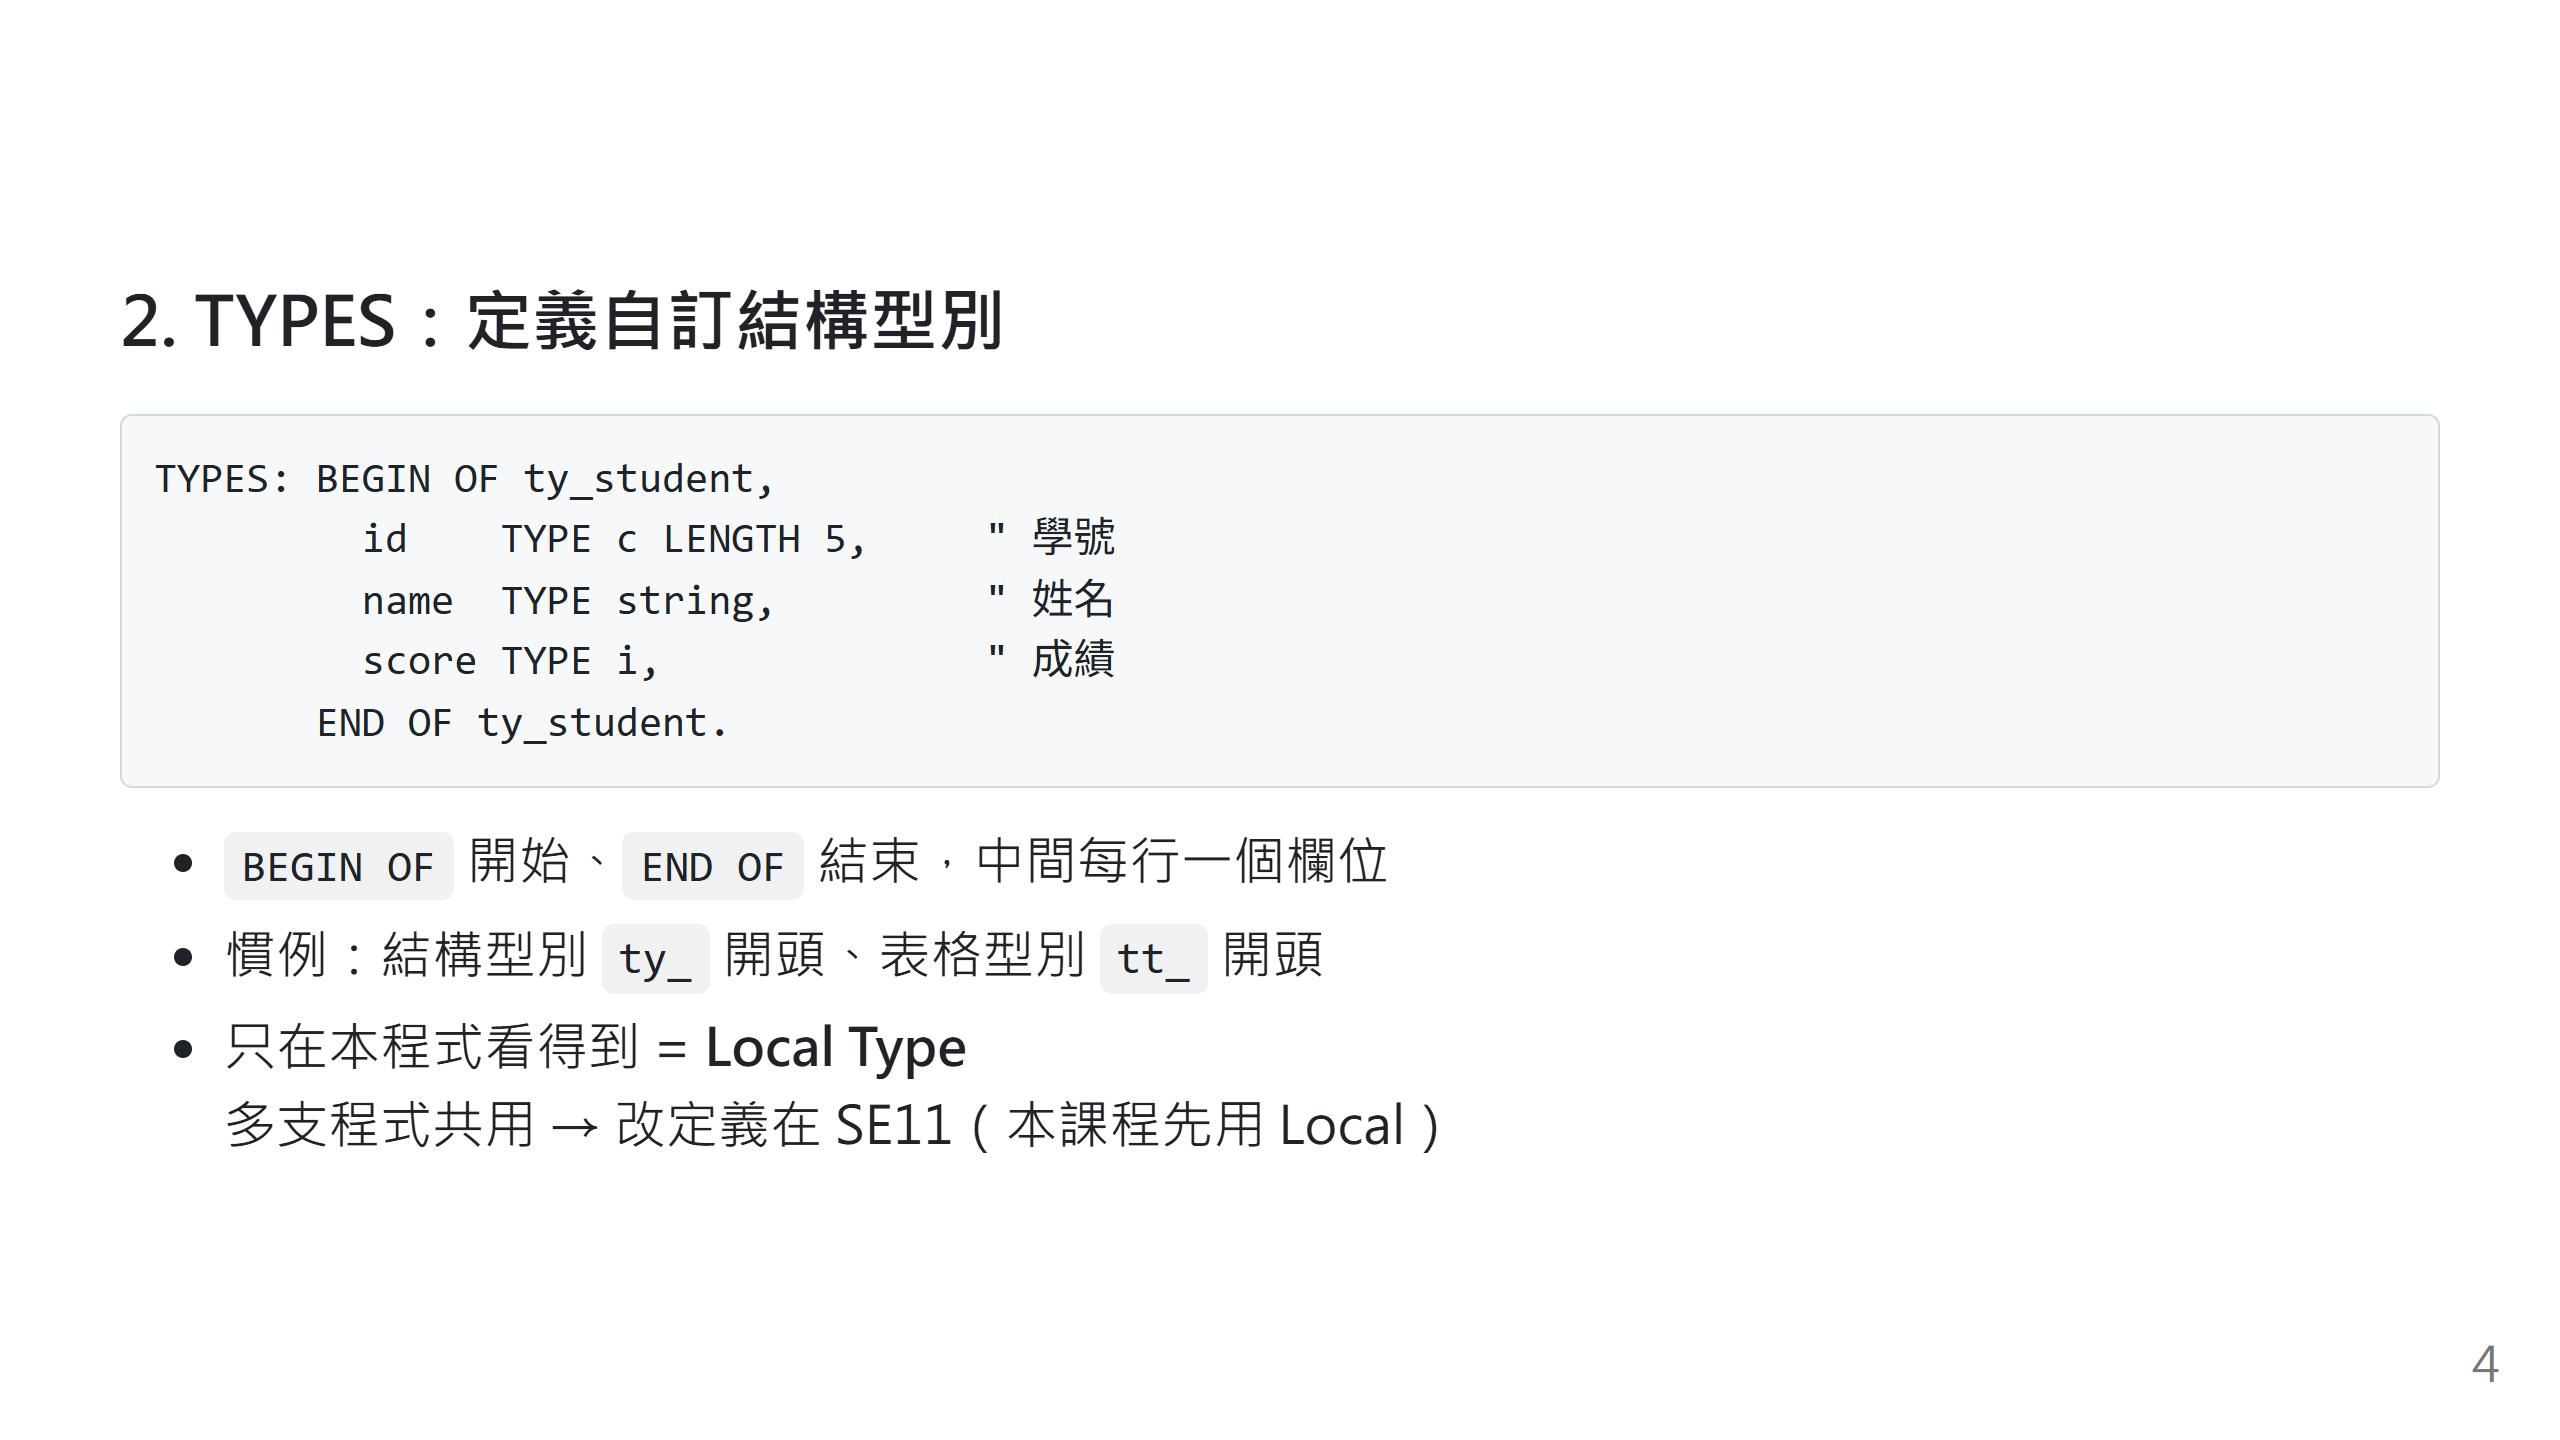 2. TYPES：定義自訂結構型別
TYPES: BEGIN OF ty_student,
         id    TYPE c LENGTH 5,     " 學號
         name  TYPE string,         " 姓名
         score TYPE i,              " 成績
       END OF ty_student.
• BEGIN OF 開始、END OF 結束，中間每行一個欄位
• 慣例：結構型別 ty_ 開頭、表格型別 tt_ 開頭
• 只在本程式看得到 = Local Type
多支程式共用 → 改定義在 SE11（本課程先用 Local）
4